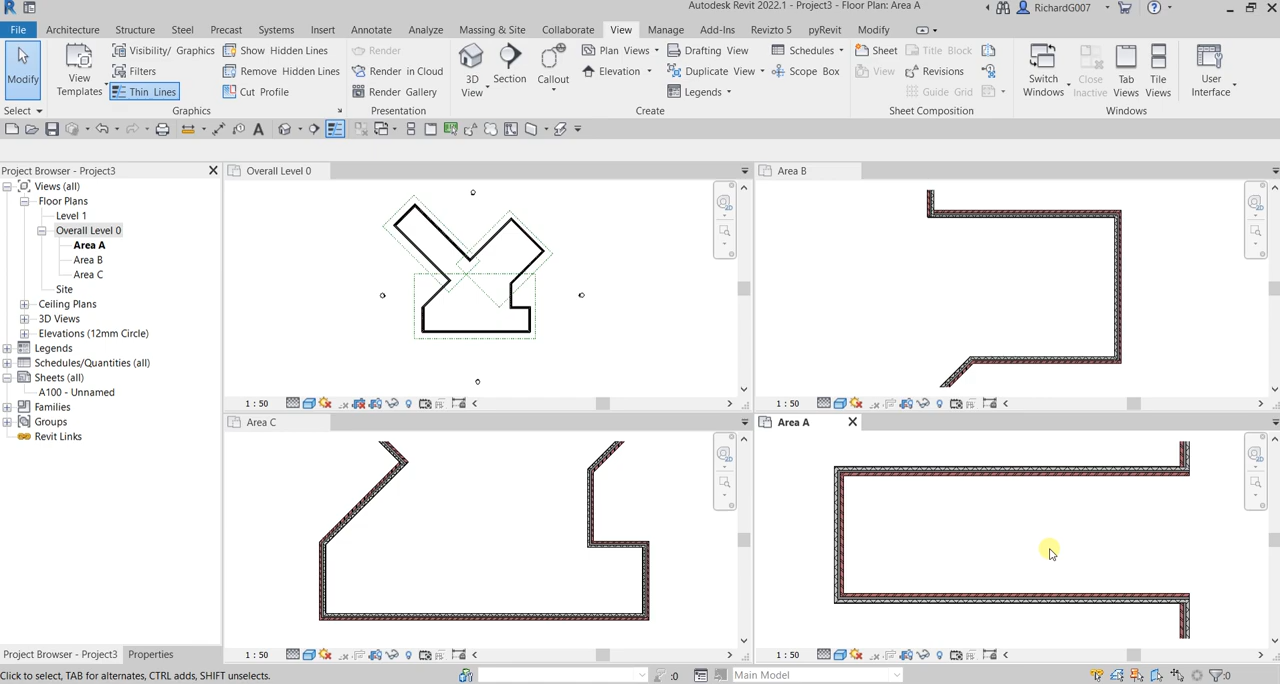 Autodesk Revit 2022.1 - Project3 - Floor Plan: Area A
RichardG007
File Architecture Structure Steel Precast Systems Insert Annotate Analyze Massing & Site Collaborate View Manage Add-Ins Revizto 5 pyRevit Modify
Modify
View Templates
Visibility/ Graphics
Filters
Thin Lines
Show Hidden Lines
Remove Hidden Lines
Cut Profile
Render
Render in Cloud
Render Gallery
3D View
Section
Callout
Plan Views
Elevation
Drafting View
Duplicate View
Legends
Schedules
Scope Box
Sheet
View
Title Block
Revisions
Guide Grid
Switch Windows
Close Inactive
Tab Views
Tile Views
User Interface
Select
Graphics
Presentation
Create
Sheet Composition
Windows
Project Browser - Project3
Views (all)
Floor Plans
Level 1
Overall Level 0
Area A
Area B
Area C
Site
Ceiling Plans
3D Views
Elevations (12mm Circle)
Legends
Schedules/Quantities (all)
Sheets (all)
A100 - Unnamed
Families
Groups
Revit Links
Overall Level 0
1 : 50
Area B
1 : 50
Area C
1 : 50
Area A
1 : 50
Project Browser - Project3
Properties
Click to select, TAB for alternates, CTRL adds, SHIFT unselects.
:0
Main Model
:0